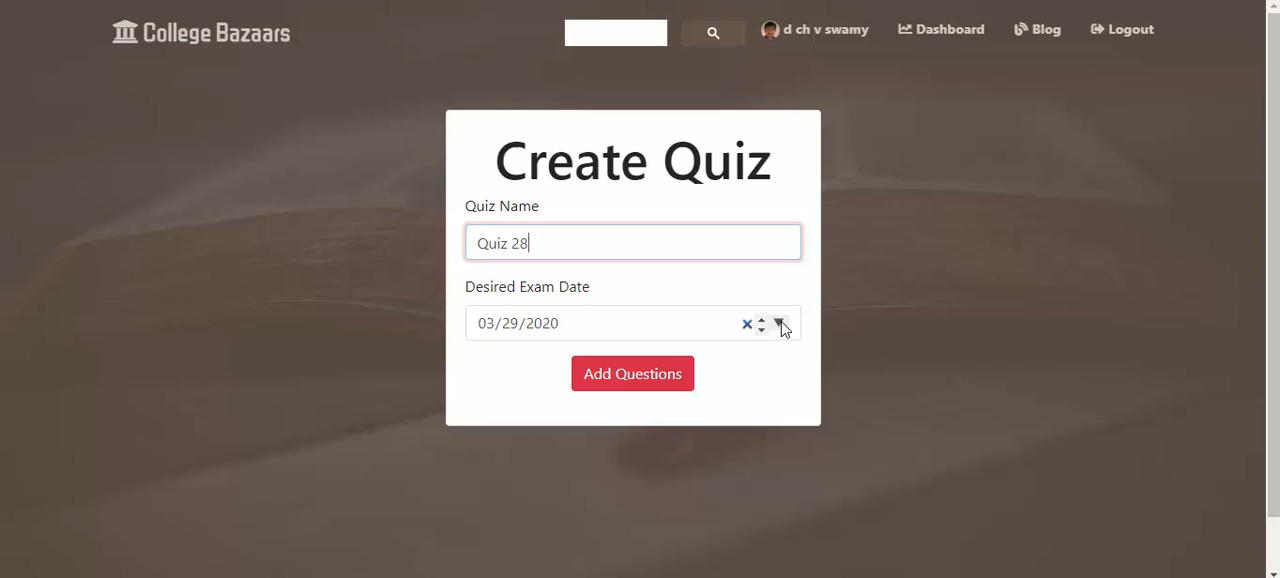 College Bazaars
d ch v swamy
Dashboard
Blog
Logout
Create Quiz
Quiz Name
Quiz 28
Desired Exam Date
03/29/2020
Add Questions